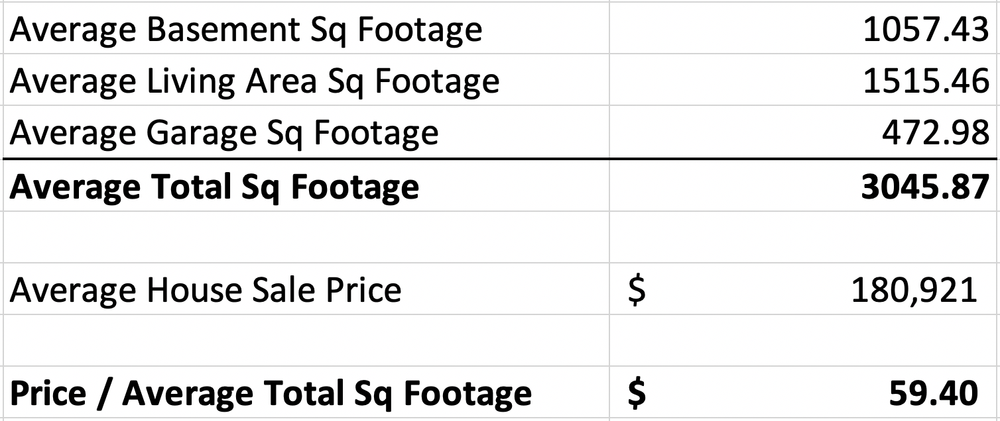 Average Basement Sq Footage 1057.43
Average Living Area Sq Footage 1515.46
Average Garage Sq Footage 472.98
Average Total Sq Footage 3045.87
Average House Sale Price $ 180,921
Price / Average Total Sq Footage $ 59.40